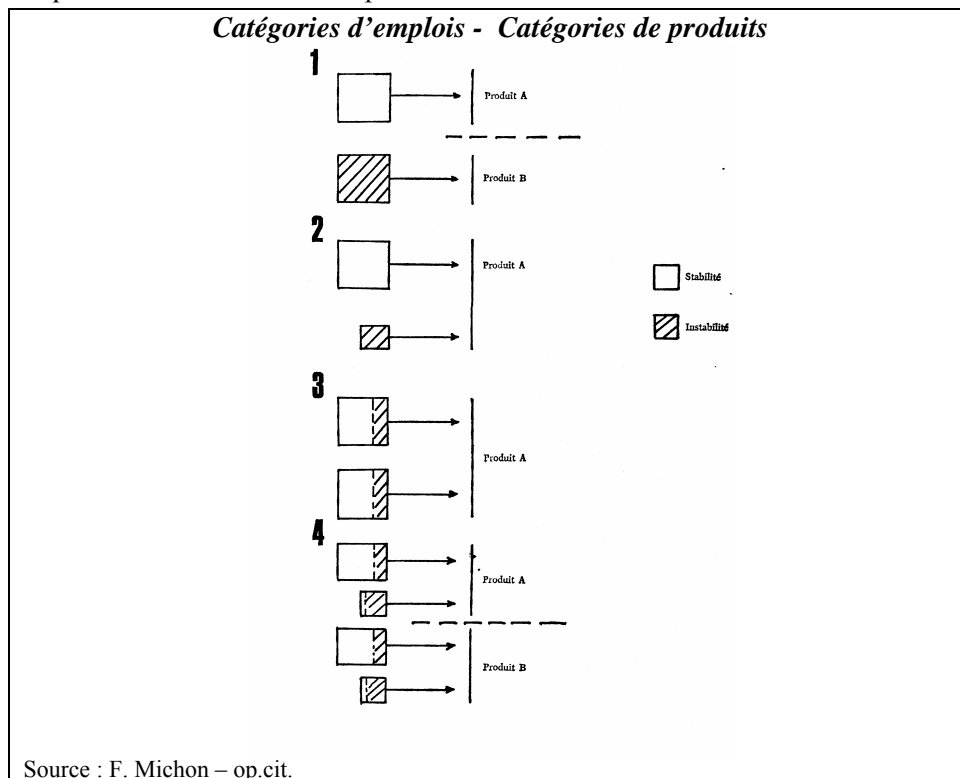 Catégories d’emplois - Catégories de produits
1
Produit A
Produit B
2
Produit A
Stabilité
Instabilité
3
Produit A
4
Produit A
Produit B
Source : F. Michon – op.cit.